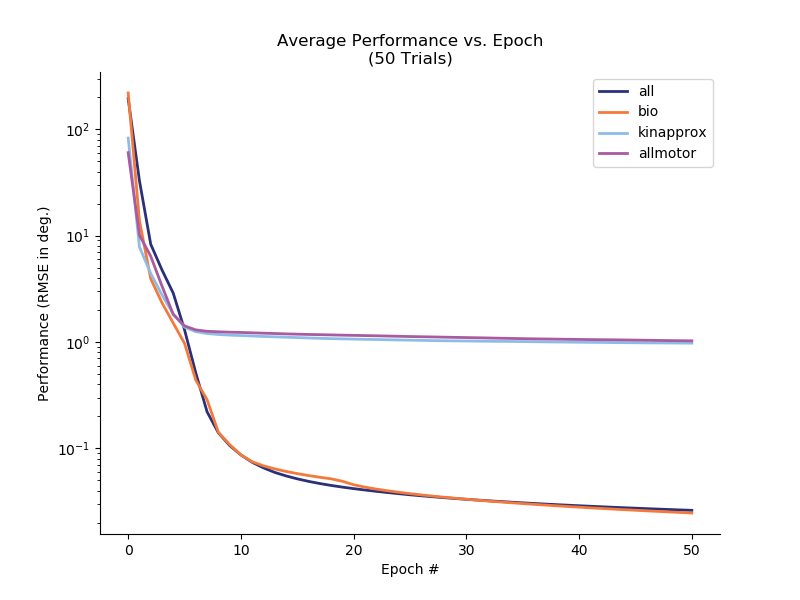 Average Performance vs. Epoch
(50 Trials)
all
bio
kinapprox
allmotor
Performance (RMSE in deg.)
10²
10¹
10⁰
10⁻¹
0 10 20 30 40 50
Epoch #